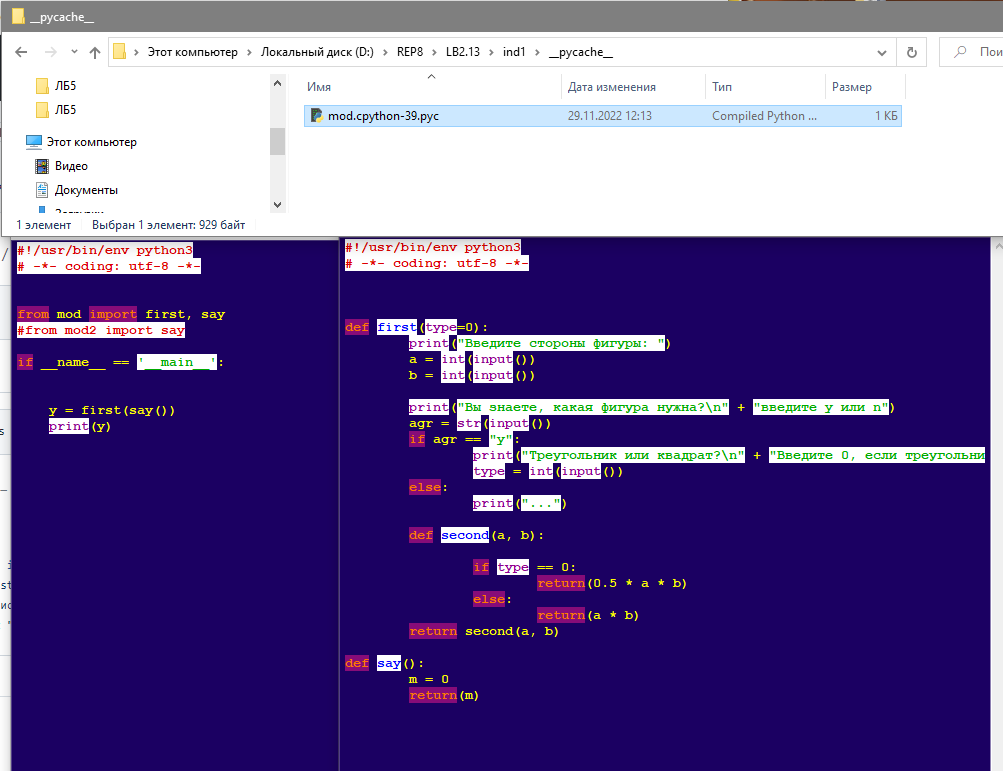 __pycache__
Этот компьютер > Локальный диск (D:) > REP8 > LB2.13 > ind1 > __pycache__
Имя Дата изменения Тип Размер
ЛБ5
ЛБ5
Этот компьютер
Видео
Документы
mod.cpython-39.pyc 29.11.2022 12:13 Compiled Python ... 1 КБ
1 элемент Выбран 1 элемент: 929 байт
#!/usr/bin/env python3
# -*- coding: utf-8 -*-
from mod import first, say
#from mod2 import say
if __name__ == '__main__':
y = first(say())
print(y)
#!/usr/bin/env python3
# -*- coding: utf-8 -*-
def first(type=0):
print("Введите стороны фигуры: ")
a = int(input())
b = int(input())
print("Вы знаете, какая фигура нужна?\n" + "введите y или n")
agr = str(input())
if agr == "y":
print("Треугольник или квадрат?\n" + "Введите 0, если треугольни
type = int(input())
else:
print("...")
def second(a, b):
if type == 0:
return(0.5 * a * b)
else:
return(a * b)
return second(a, b)
def say():
m = 0
return(m)